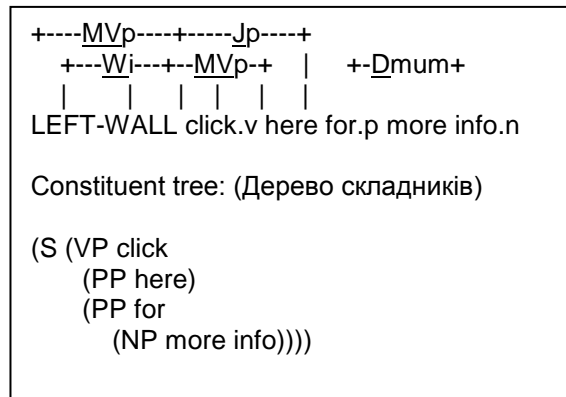 +----MVp----+-----Jp----+
+---Wi---+--MVp-+ | +-Dmum+
| | | | | |
LEFT-WALL click.v here for.p more info.n
Constituent tree: (Дерево складників)
(S (VP click
(PP here)
(PP for
(NP more info))))